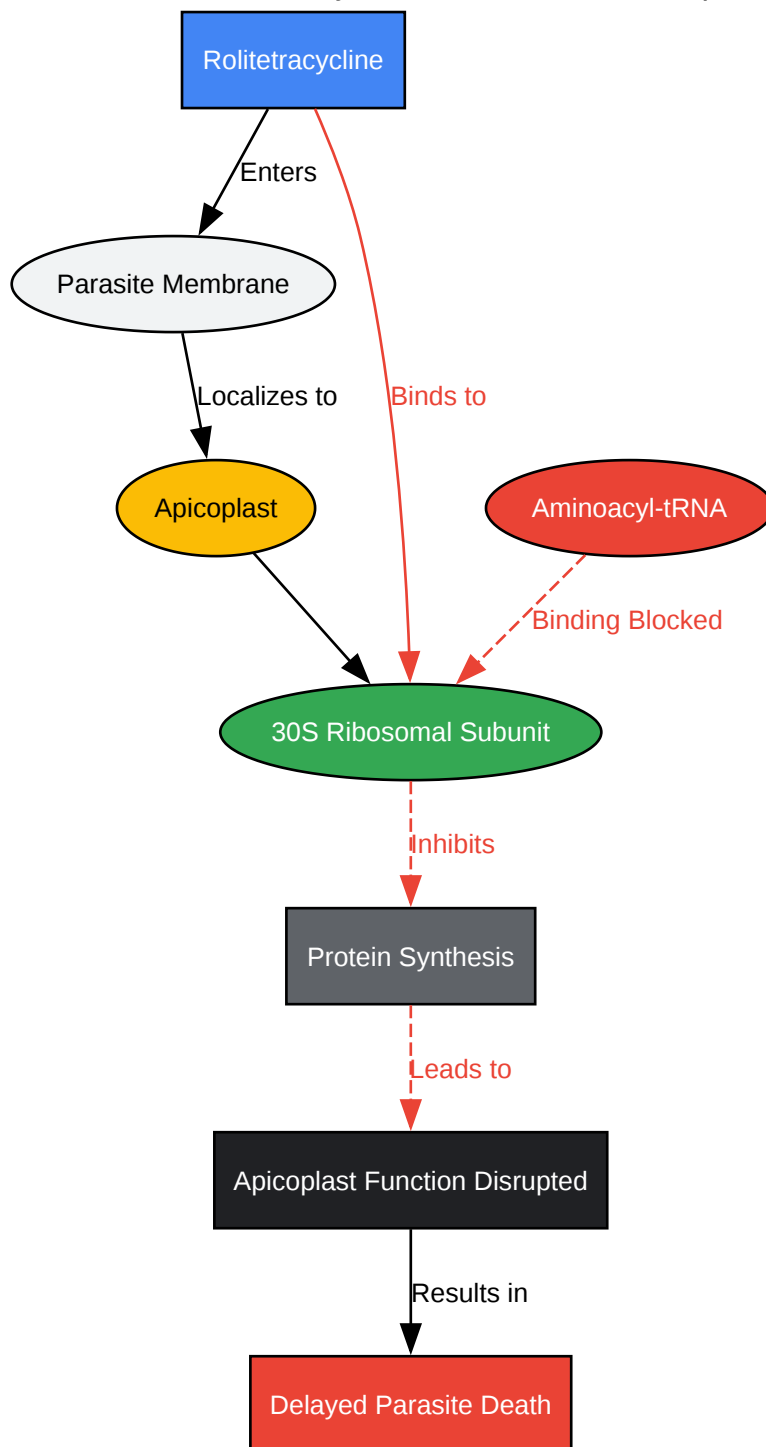 Rolitetracycline
Enters
Parasite Membrane
Localizes to
Binds to
Apicoplast
Aminoacyl-tRNA
Binding Blocked
30S Ribosomal Subunit
Inhibits
Protein Synthesis
Leads to
Apicoplast Function Disrupted
Results in
Delayed Parasite Death